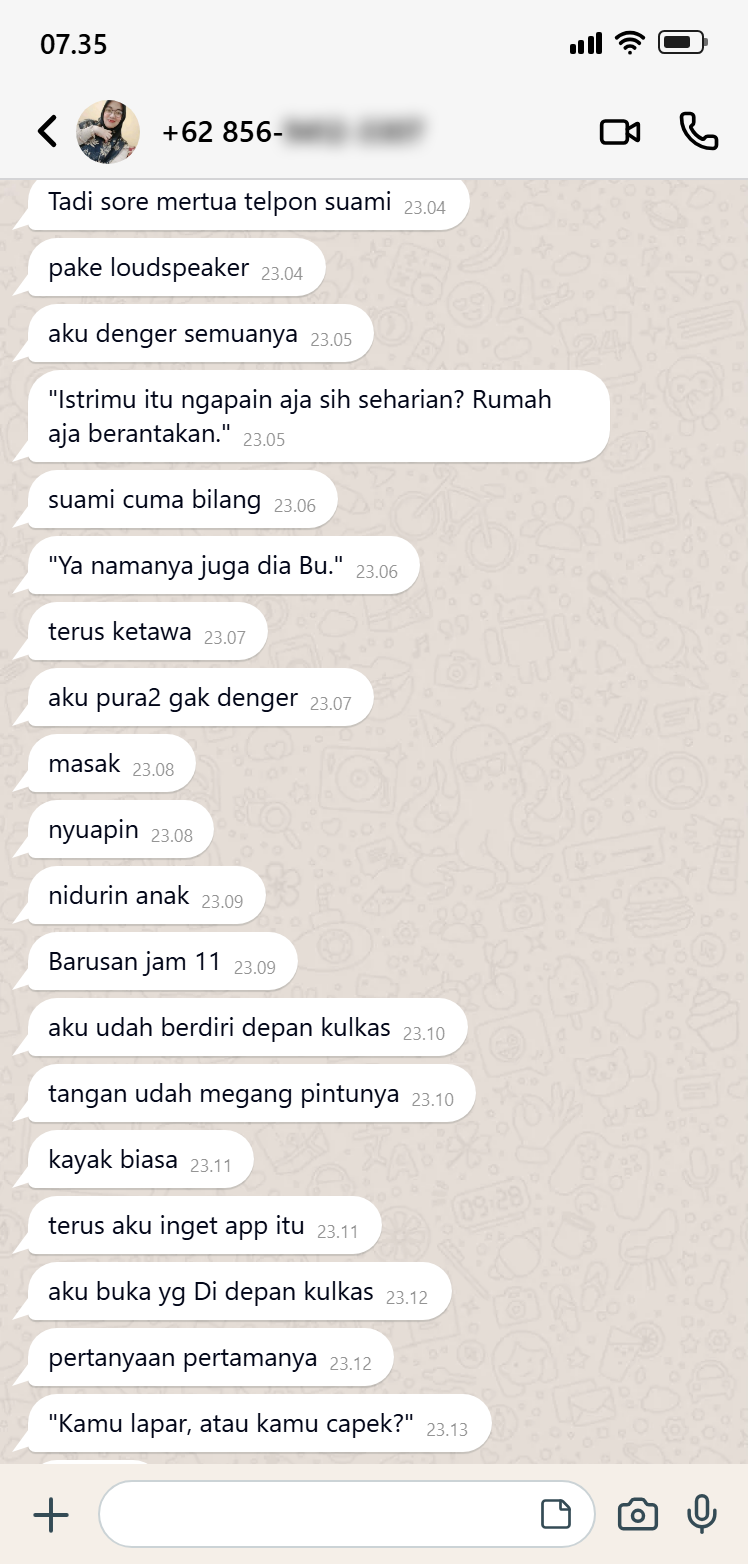 07.35
+62 856-
Tadi sore mertua telpon suami 23.04
pake loudspeaker 23.04
aku denger semuanya 23.05
"Istrimu itu ngapain aja sih seharian? Rumah
aja berantakan." 23.05
suami cuma bilang 23.06
"Ya namanya juga dia Bu." 23.06
terus ketawa 23.07
aku pura2 gak denger 23.07
masak 23.08
nyuapin 23.08
nidurin anak 23.09
Barusan jam 11 23.09
aku udah berdiri depan kulkas 23.10
tangan udah megang pintunya 23.10
kayak biasa 23.11
terus aku inget app itu 23.11
aku buka yg Di depan kulkas 23.12
pertanyaan pertamanya 23.12
"Kamu lapar, atau kamu capek?" 23.13